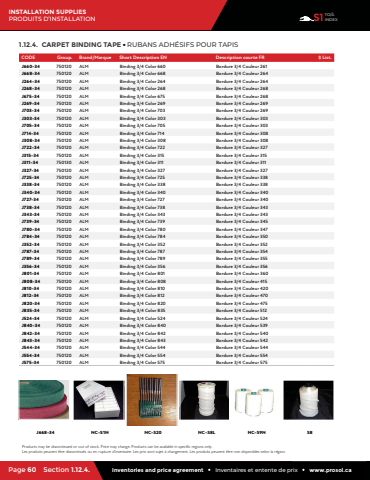 INSTALLATION SUPPLIES
PRODUITS D'INSTALLATION
S1 TOIS INDEX
1.12.4. CARPET BINDING TAPE • RUBANS ADHÉSIFS POUR TAPIS
CODE Group. Brand/Marque Short Description EN Description courte FR $ List.
J660-34 750120 ALM Binding 3/4 Color 660 Bordure 3/4 Couleur 261
J668-34 750120 ALM Binding 3/4 Color 668 Bordure 3/4 Couleur 264
J264-34 750120 ALM Binding 3/4 Color 264 Bordure 3/4 Couleur 264
J268-34 750120 ALM Binding 3/4 Color 268 Bordure 3/4 Couleur 268
J675-34 750120 ALM Binding 3/4 Color 675 Bordure 3/4 Couleur 268
J269-34 750120 ALM Binding 3/4 Color 269 Bordure 3/4 Couleur 269
J703-34 750120 ALM Binding 3/4 Color 703 Bordure 3/4 Couleur 269
J303-34 750120 ALM Binding 3/4 Color 303 Bordure 3/4 Couleur 303
J705-34 750120 ALM Binding 3/4 Color 705 Bordure 3/4 Couleur 303
J714-34 750120 ALM Binding 3/4 Color 714 Bordure 3/4 Couleur 308
J308-34 750120 ALM Binding 3/4 Color 308 Bordure 3/4 Couleur 308
J722-34 750120 ALM Binding 3/4 Color 722 Bordure 3/4 Couleur 327
J315-34 750120 ALM Binding 3/4 Color 315 Bordure 3/4 Couleur 315
J311-34 750120 ALM Binding 3/4 Color 311 Bordure 3/4 Couleur 311
J327-34 750120 ALM Binding 3/4 Color 327 Bordure 3/4 Couleur 327
J725-34 750120 ALM Binding 3/4 Color 725 Bordure 3/4 Couleur 338
J338-34 750120 ALM Binding 3/4 Color 338 Bordure 3/4 Couleur 338
J340-34 750120 ALM Binding 3/4 Color 340 Bordure 3/4 Couleur 340
J727-34 750120 ALM Binding 3/4 Color 727 Bordure 3/4 Couleur 340
J738-34 750120 ALM Binding 3/4 Color 738 Bordure 3/4 Couleur 343
J343-34 750120 ALM Binding 3/4 Color 343 Bordure 3/4 Couleur 343
J739-34 750120 ALM Binding 3/4 Color 739 Bordure 3/4 Couleur 345
J780-34 750120 ALM Binding 3/4 Color 780 Bordure 3/4 Couleur 347
J784-34 750120 ALM Binding 3/4 Color 784 Bordure 3/4 Couleur 350
J352-34 750120 ALM Binding 3/4 Color 352 Bordure 3/4 Couleur 352
J787-34 750120 ALM Binding 3/4 Color 787 Bordure 3/4 Couleur 354
J789-34 750120 ALM Binding 3/4 Color 789 Bordure 3/4 Couleur 355
J356-34 750120 ALM Binding 3/4 Color 356 Bordure 3/4 Couleur 356
J801-34 750120 ALM Binding 3/4 Color 801 Bordure 3/4 Couleur 360
J808-34 750120 ALM Binding 3/4 Color 808 Bordure 3/4 Couleur 415
J810-34 750120 ALM Binding 3/4 Color 810 Bordure 3/4 Couleur 420
J812-34 750120 ALM Binding 3/4 Color 812 Bordure 3/4 Couleur 470
J820-34 750120 ALM Binding 3/4 Color 820 Bordure 3/4 Couleur 475
J835-34 750120 ALM Binding 3/4 Color 835 Bordure 3/4 Couleur 512
J524-34 750120 ALM Binding 3/4 Color 524 Bordure 3/4 Couleur 524
J840-34 750120 ALM Binding 3/4 Color 840 Bordure 3/4 Couleur 539
J842-34 750120 ALM Binding 3/4 Color 842 Bordure 3/4 Couleur 540
J843-34 750120 ALM Binding 3/4 Color 843 Bordure 3/4 Couleur 542
J544-34 750120 ALM Binding 3/4 Color 544 Bordure 3/4 Couleur 544
J554-34 750120 ALM Binding 3/4 Color 554 Bordure 3/4 Couleur 554
J575-34 750120 ALM Binding 3/4 Color 575 Bordure 3/4 Couleur 575
J668-34 MC-51N MC-520 MC-58L MC-59N 58
Products may be discontinued or out of stock. Price may change. Products can be available in specific regions only.
Les produits peuvent être discontinués ou en rupture d'inventaire. Les prix sont sujet à changement. Les produits peuvent être non disponibles selon la région.
Page 60 Section 1.12.4. Inventories and price agreement • Inventaires et entente de prix • www.prosol.ca